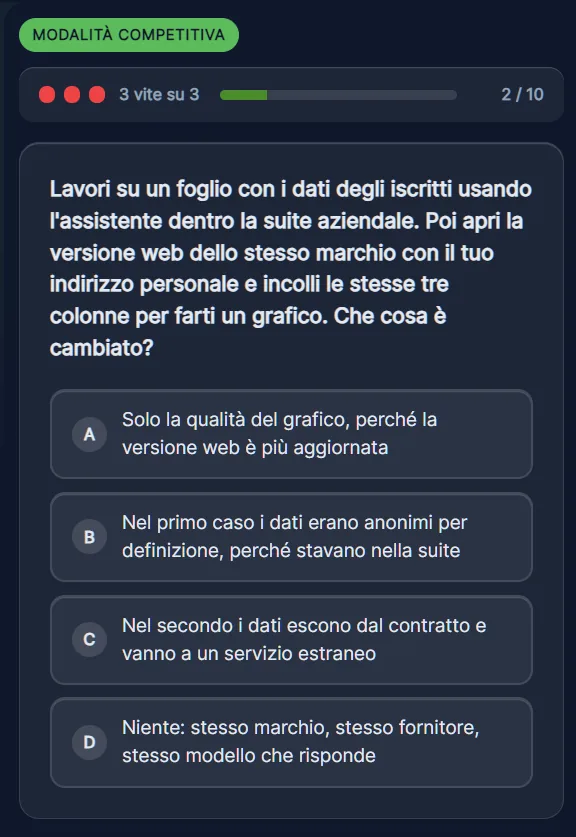 MODALITÀ COMPETITIVA
3 vite su 3
2 / 10
Lavori su un foglio con i dati degli iscritti usando
l'assistente dentro la suite aziendale. Poi apri la
versione web dello stesso marchio con il tuo
indirizzo personale e incolli le stesse tre
colonne per farti un grafico. Che cosa è
cambiato?
A
Solo la qualità del grafico, perché la
versione web è più aggiornata
B
Nel primo caso i dati erano anonimi per
definizione, perché stavano nella suite
C
Nel secondo i dati escono dal contratto e
vanno a un servizio estraneo
D
Niente: stesso marchio, stesso fornitore,
stesso modello che risponde